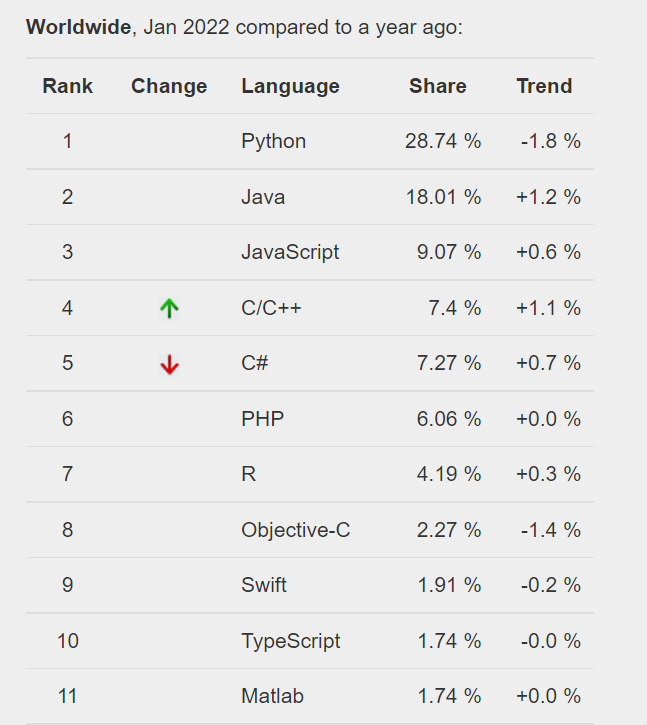 Worldwide, Jan 2022 compared to a year ago:
Rank Change Language Share Trend
1 Python 28.74 % -1.8 %
2 Java 18.01 % +1.2 %
3 JavaScript 9.07 % +0.6 %
4 C/C++ 7.4 % +1.1 %
5 C# 7.27 % +0.7 %
6 PHP 6.06 % +0.0 %
7 R 4.19 % +0.3 %
8 Objective-C 2.27 % -1.4 %
9 Swift 1.91 % -0.2 %
10 TypeScript 1.74 % -0.0 %
11 Matlab 1.74 % +0.0 %